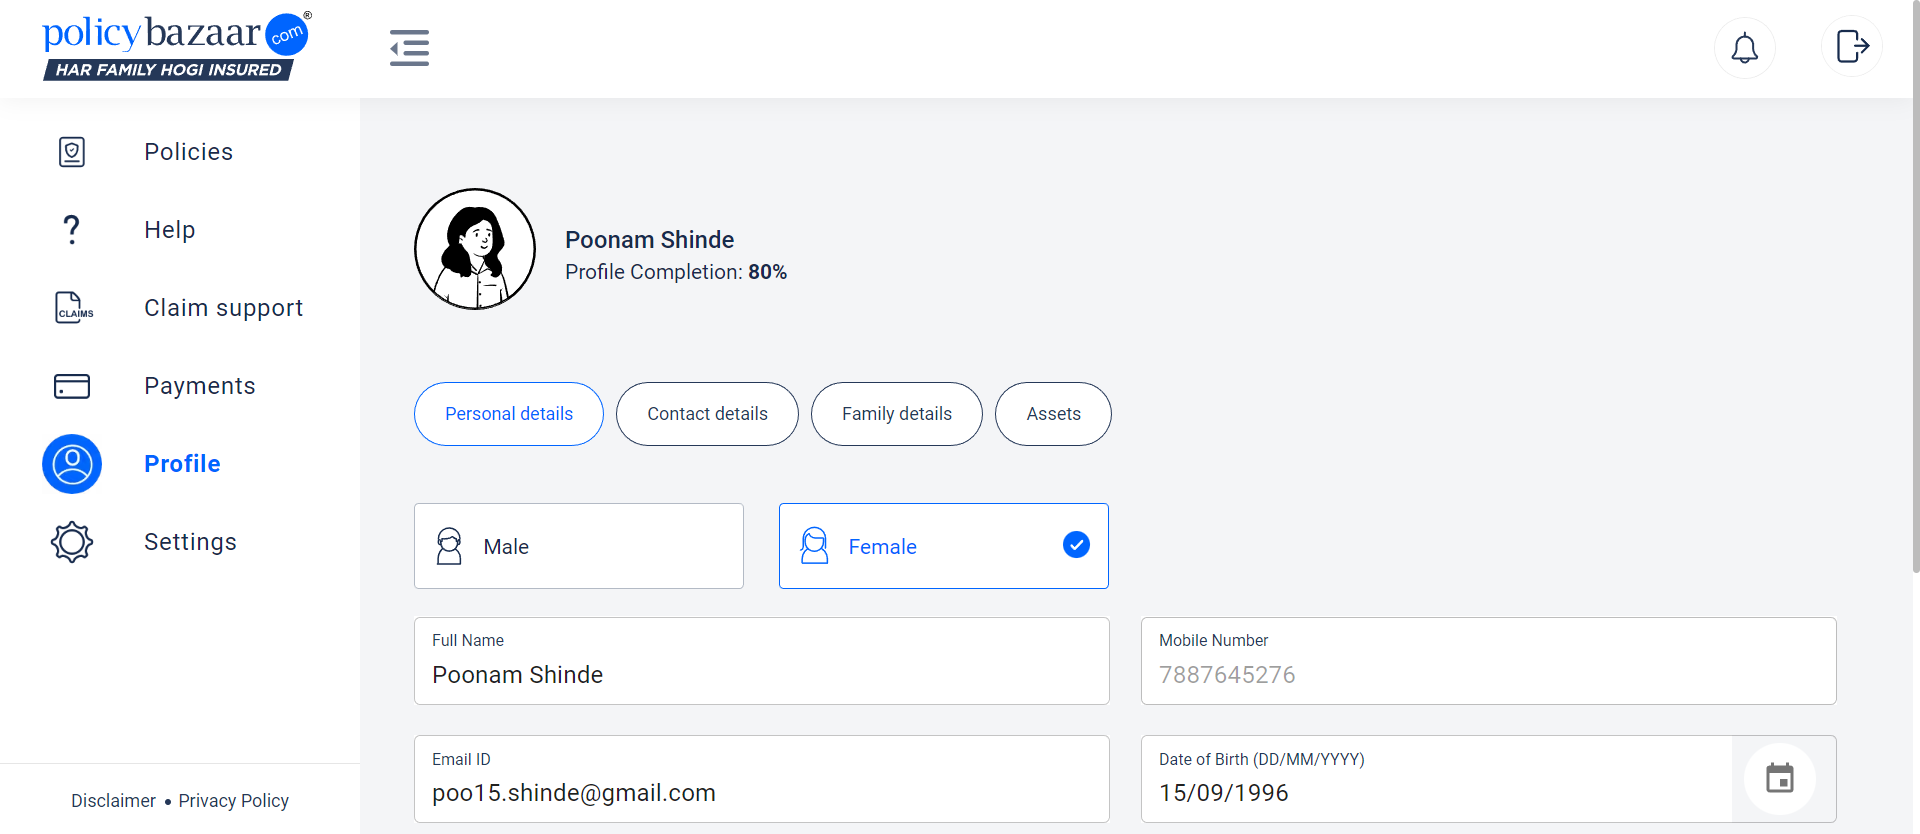 policybazaar com ®
HAR FAMILY HOGI INSURED
Policies
Help
CLAIMS
Claim support
Payments
Profile
Settings
Disclaimer • Privacy Policy
Poonam Shinde
Profile Completion: 80%
Personal details
Contact details
Family details
Assets
Male
Female
Full Name
Poonam Shinde
Mobile Number
7887645276
Email ID
poo15.shinde@gmail.com
Date of Birth (DD/MM/YYYY)
15/09/1996